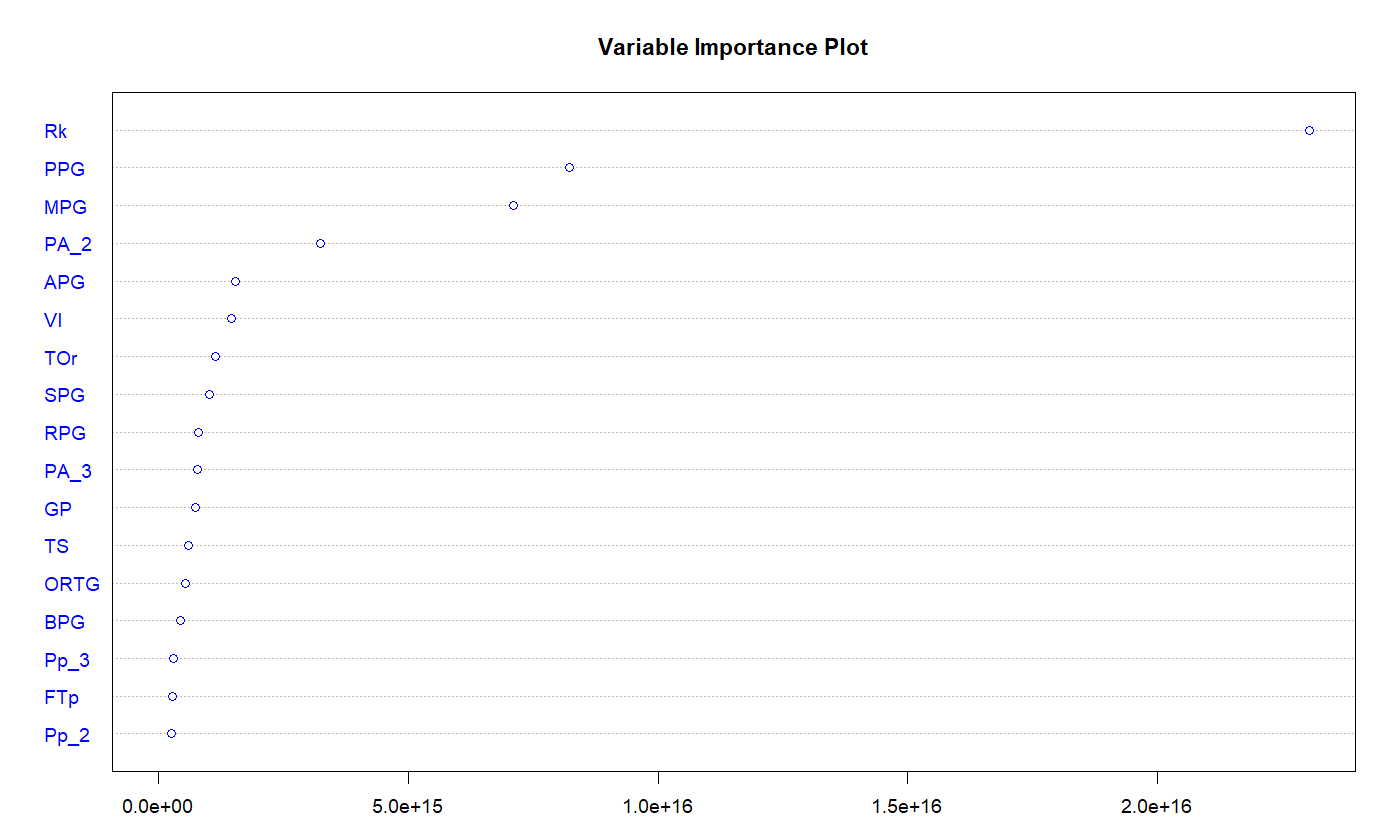 Variable Importance Plot
Rk
PPG
MPG
PA_2
APG
VI
TOr
SPG
RPG
PA_3
GP
TS
ORTG
BPG
Pp_3
FTp
Pp_2
0.0e+00 5.0e+15 1.0e+16 1.5e+16 2.0e+16